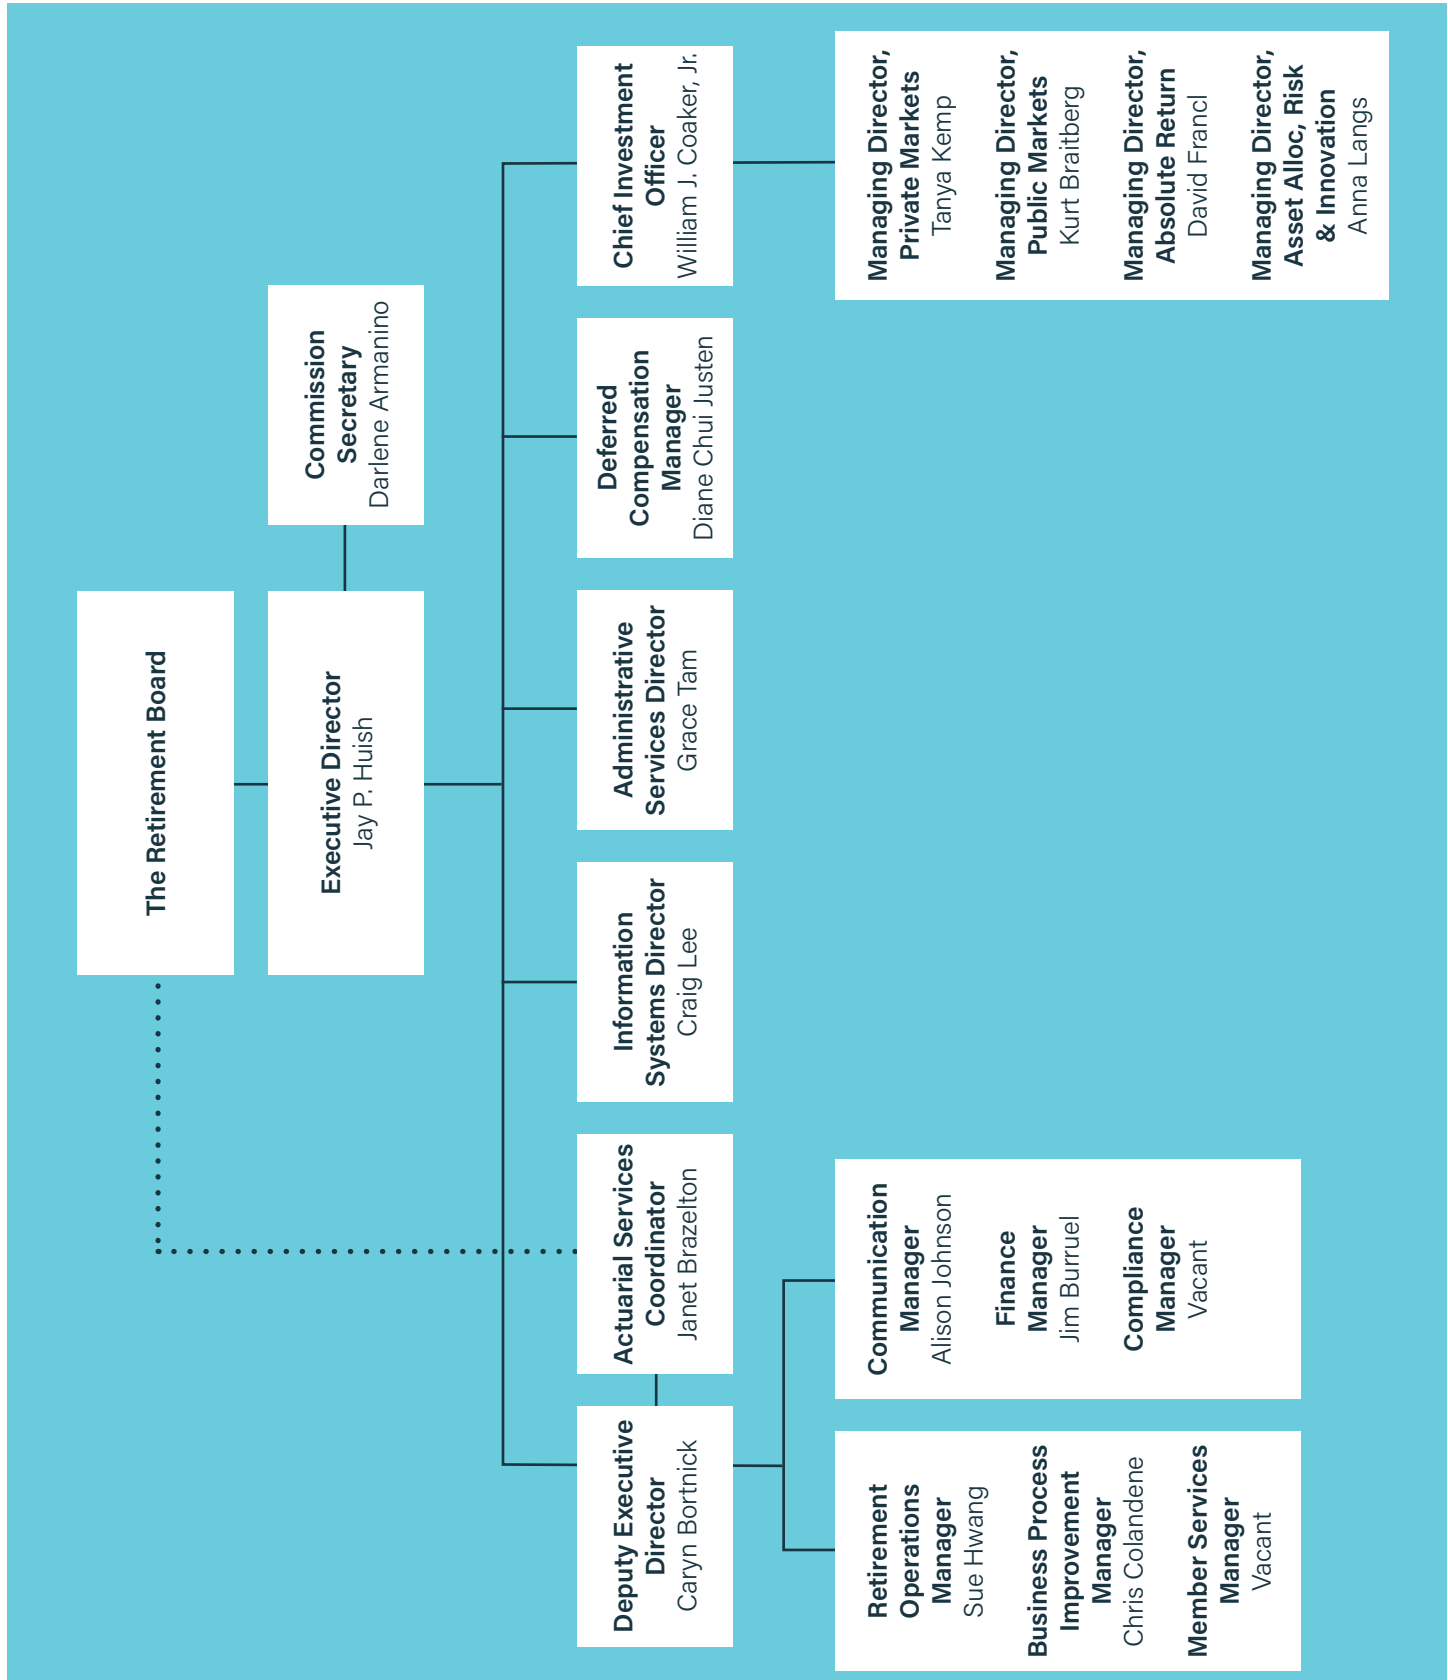 The Retirement Board
Executive Director
Jay P. Huish
Commission
Secretary
Darlene Armanino
Deputy Executive
Director
Caryn Bortnick
Actuarial Services
Coordinator
Janet Brazelton
Information
Systems Director
Craig Lee
Administrative
Services Director
Grace Tam
Deferred
Compensation
Manager
Diane Chui Justen
Chief Investment
Officer
William J. Coaker, Jr.
Retirement
Operations
Manager
Sue Hwang
Business Process
Improvement
Manager
Chris Colandene
Member Services
Manager
Vacant
Communication
Manager
Alison Johnson
Finance
Manager
Jim Burruel
Compliance
Manager
Vacant
Managing Director,
Private Markets
Tanya Kemp
Managing Director,
Public Markets
Kurt Braitberg
Managing Director,
Absolute Return
David Francl
Managing Director,
Asset Alloc, Risk
& Innovation
Anna Langs